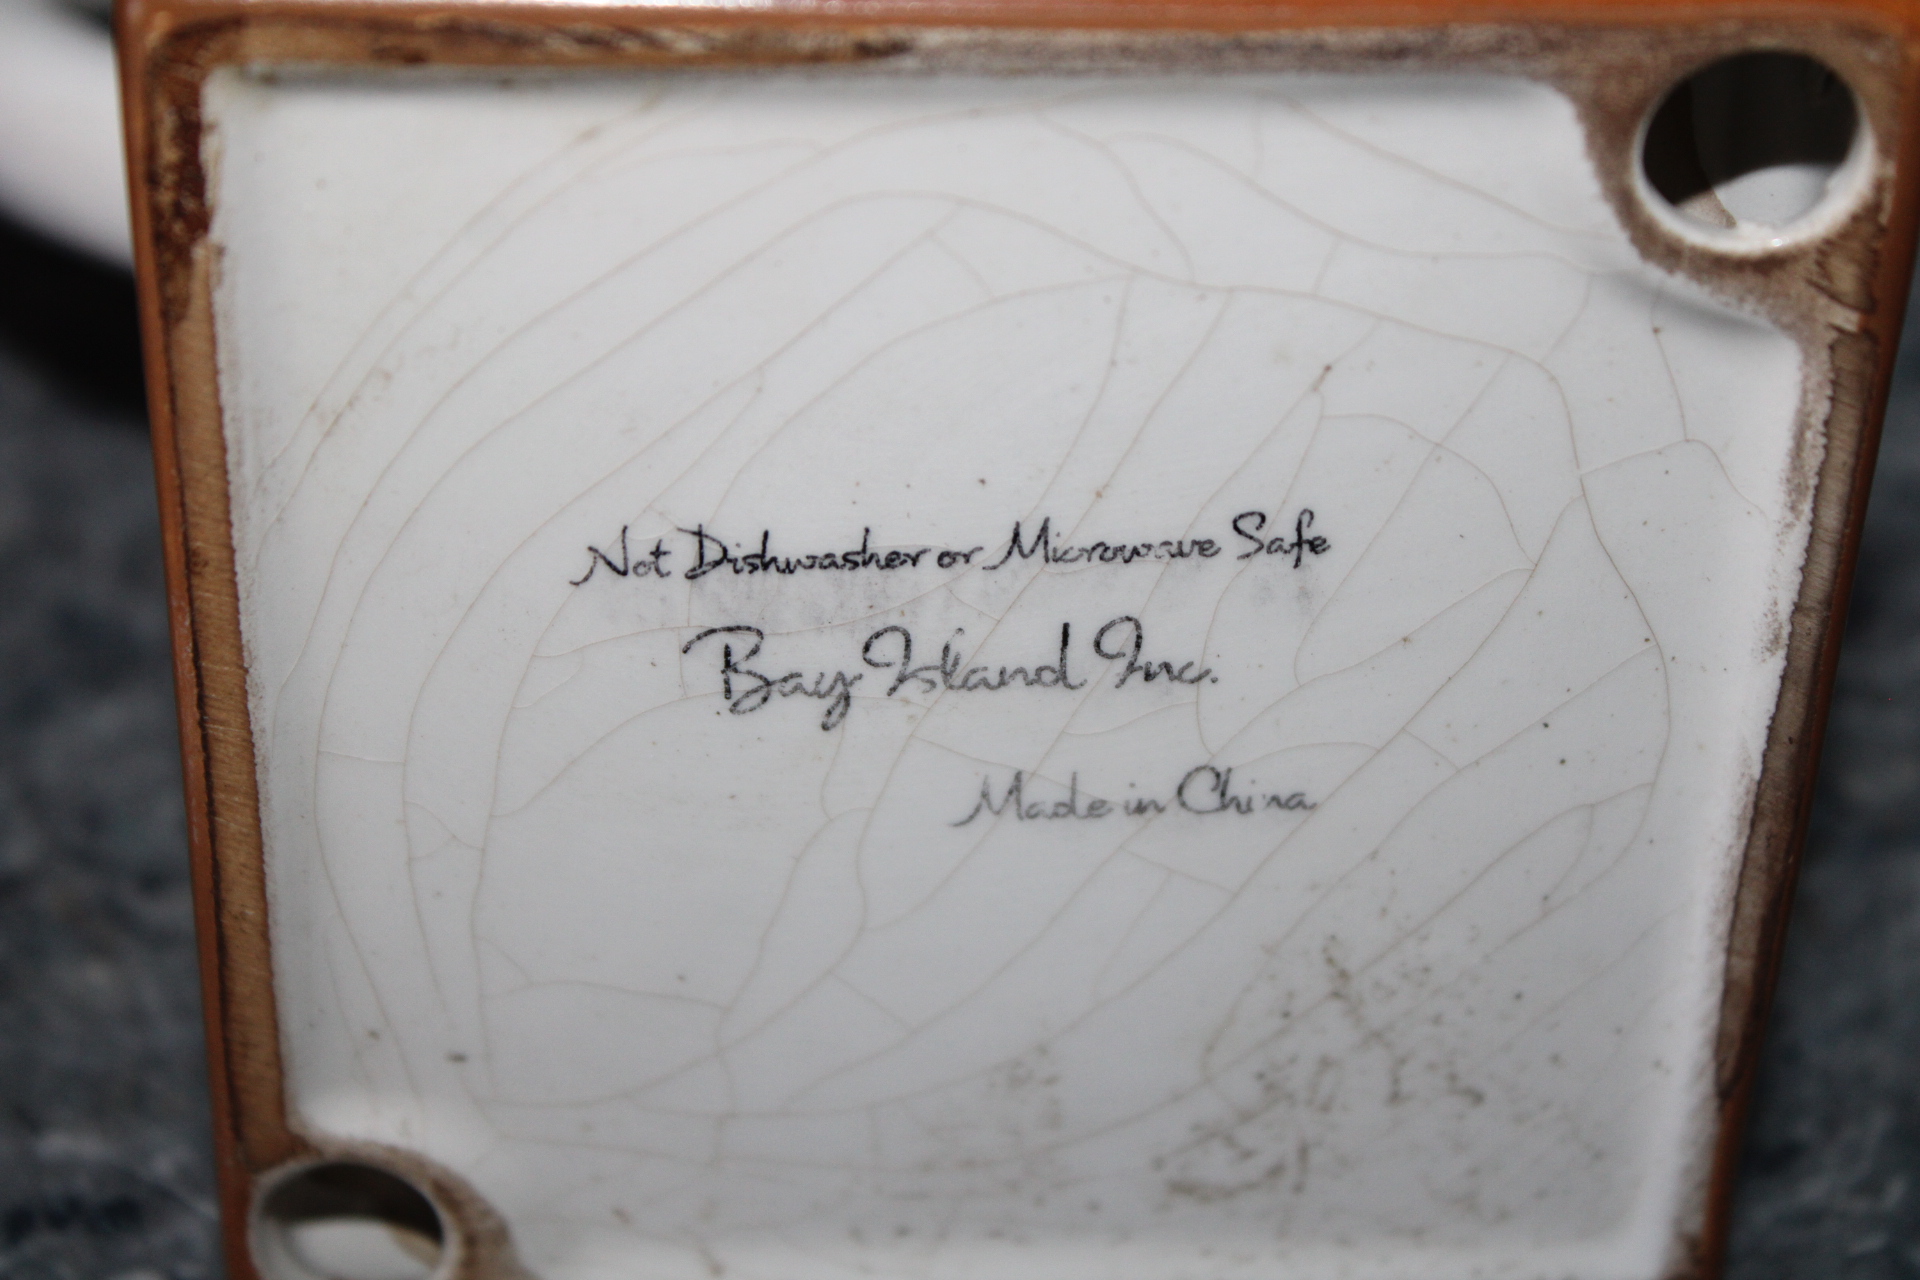 Not Dishwasher or Microwave Safe
Bay Island Inc.
Made in China